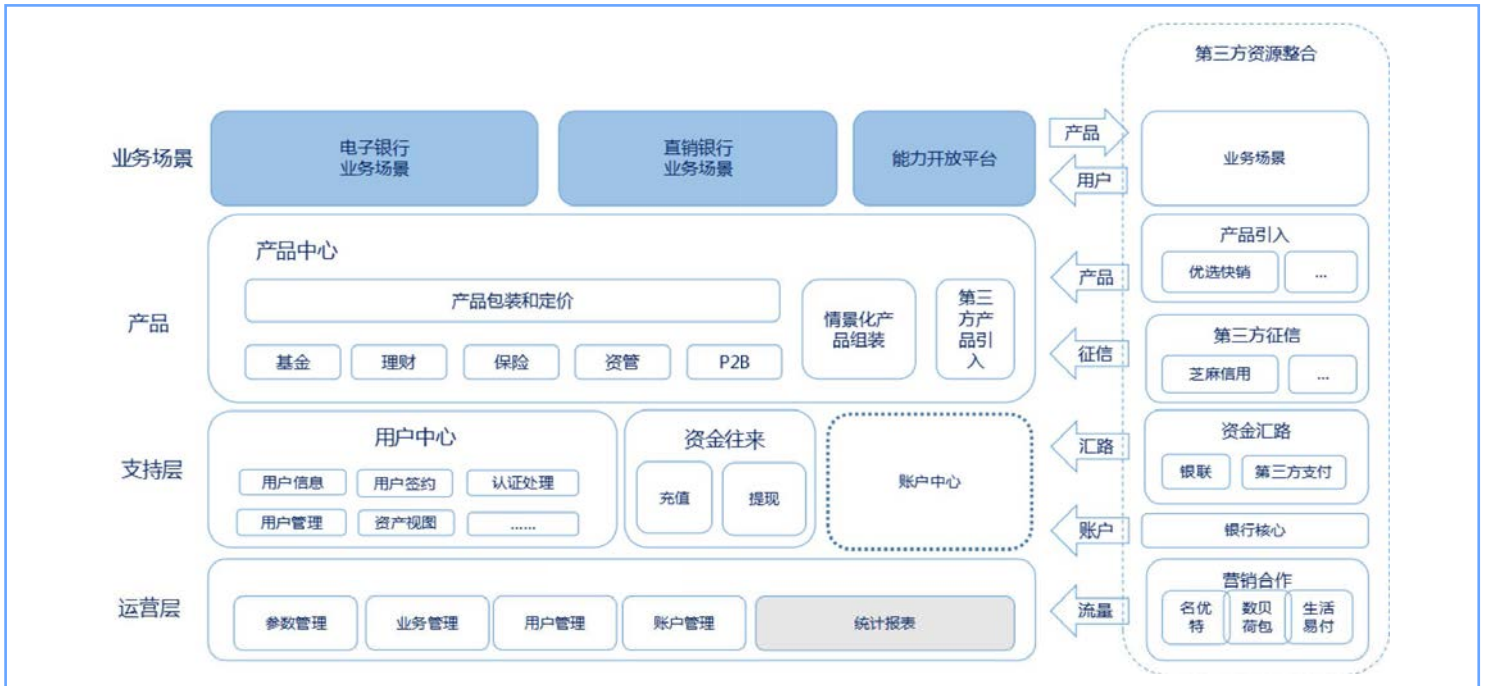 第三方资源整合
业务场景
电子银行
业务场景
直销银行
业务场景
能力开放平台
产品
用户
业务场景
产品
产品中心
产品包装和定价
基金
理财
保险
资管
P2B
情景化产
品组装
第三
方产
品引
入
产品
征信
产品引入
优选快销
...
第三方征信
芝麻信用
...
支持层
用户中心
用户信息
用户签约
认证处理
用户管理
资产视图
......
资金往来
充值
提现
账户中心
汇路
账户
资金汇路
银联
第三方支付
银行核心
运营层
参数管理
业务管理
用户管理
账户管理
统计报表
流量
营销合作
名优
特
数贝
荷包
生活
易付